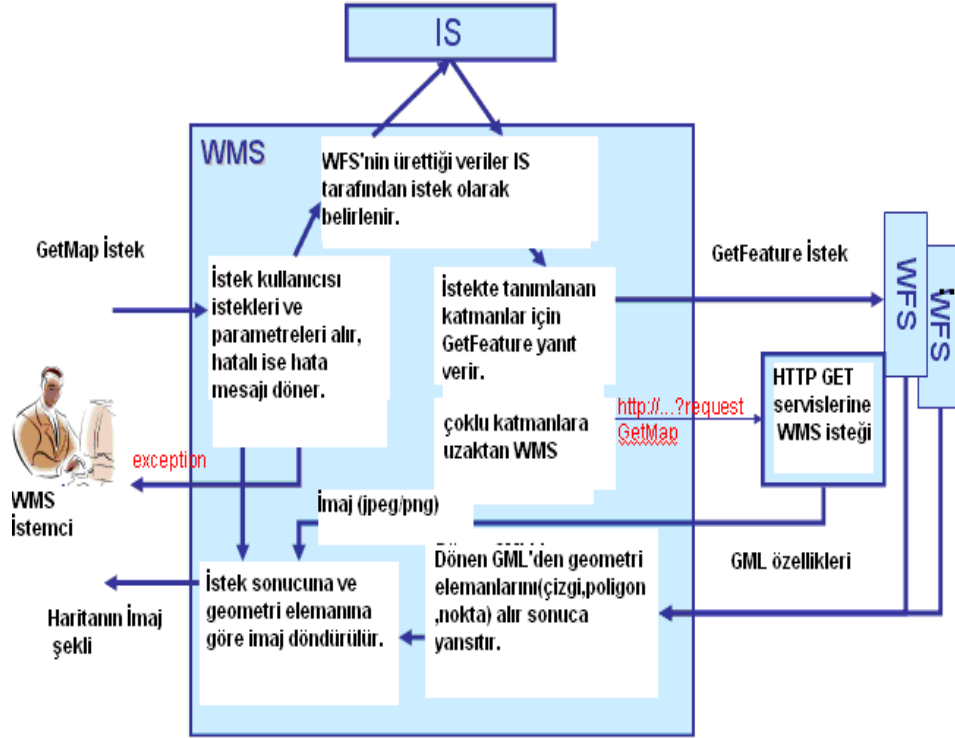 IS
WMS
WFS'nin ürettiği veriler IS
tarafından istek olarak
belirlenir.
GetMap İstek
GetFeature İstek
İstek kullanıcısı
istekleri ve
parametreleri alır,
hatalı ise hata
mesajı döner.
İstekte tanımlanan
katmanlar için
GetFeature yanıt
verir.
WFS
WFS
HTTP GET
servislerine
WMS isteği
http://...?request
GetMap
çoklu katmanlara
uzaktan WMS
exception
WMS
İstemci
İmaj (jpeg/png)
Dönen GML'den geometri
elemanlarını(çizgi,poligon
,nokta) alır sonuca
yansıtır.
GML özellikleri
İstek sonucuna ve
geometri elemanına
göre imaj döndürülür.
Haritanın İmaj
şekli